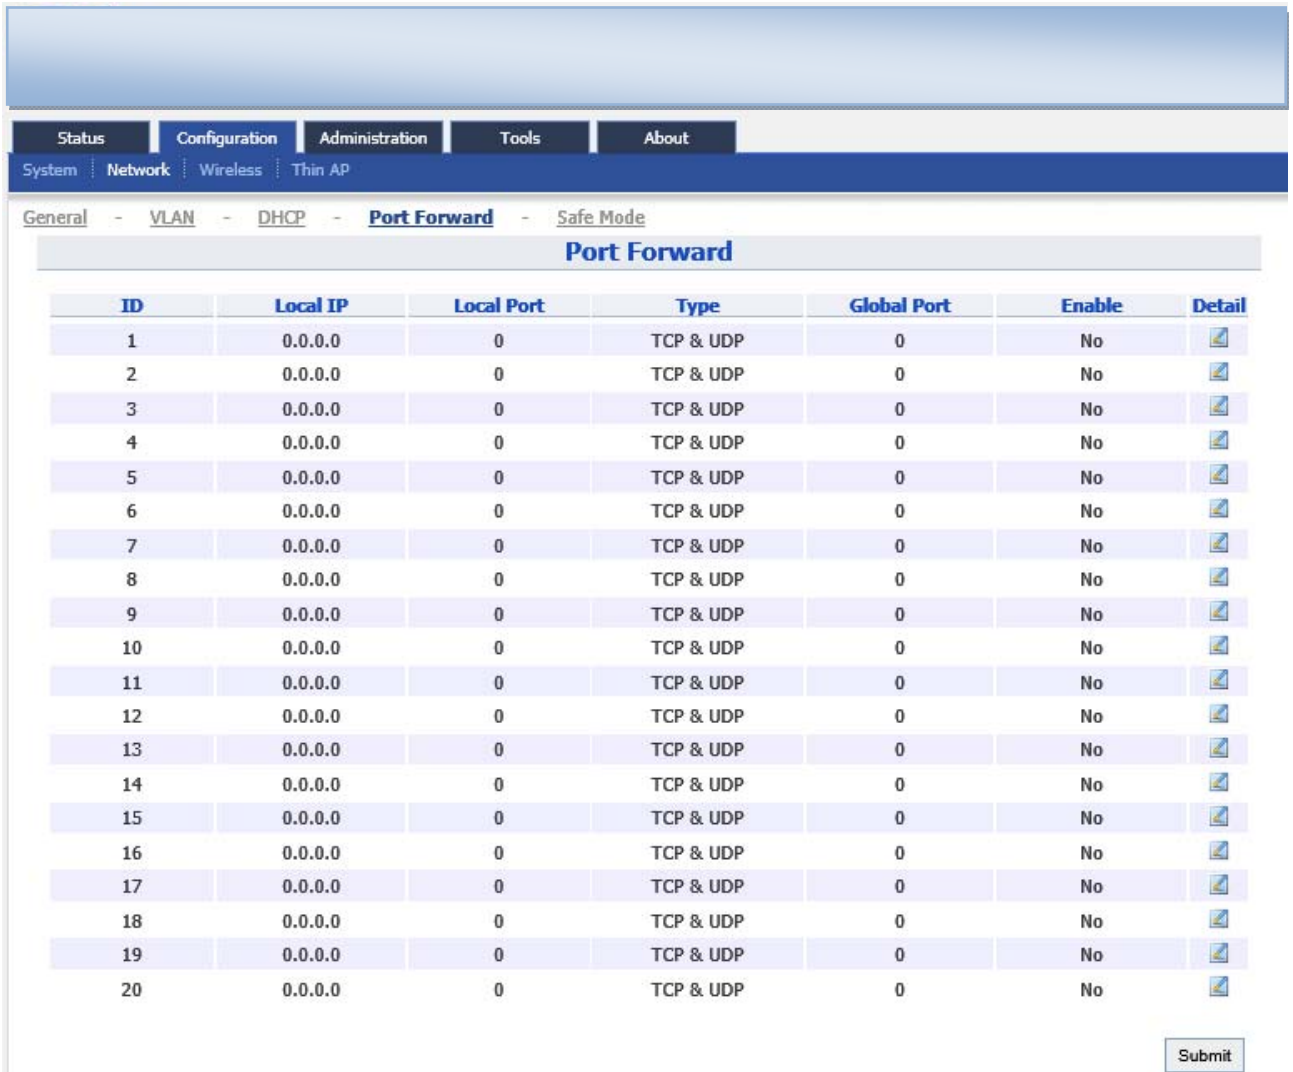 Status Configuration Administration Tools About
System Network Wireless Thin AP
General - VLAN - DHCP - Port Forward - Safe Mode
Port Forward
ID Local IP Local Port Type Global Port Enable Detail
1 0.0.0.0 0 TCP & UDP 0 No
2 0.0.0.0 0 TCP & UDP 0 No
3 0.0.0.0 0 TCP & UDP 0 No
4 0.0.0.0 0 TCP & UDP 0 No
5 0.0.0.0 0 TCP & UDP 0 No
6 0.0.0.0 0 TCP & UDP 0 No
7 0.0.0.0 0 TCP & UDP 0 No
8 0.0.0.0 0 TCP & UDP 0 No
9 0.0.0.0 0 TCP & UDP 0 No
10 0.0.0.0 0 TCP & UDP 0 No
11 0.0.0.0 0 TCP & UDP 0 No
12 0.0.0.0 0 TCP & UDP 0 No
13 0.0.0.0 0 TCP & UDP 0 No
14 0.0.0.0 0 TCP & UDP 0 No
15 0.0.0.0 0 TCP & UDP 0 No
16 0.0.0.0 0 TCP & UDP 0 No
17 0.0.0.0 0 TCP & UDP 0 No
18 0.0.0.0 0 TCP & UDP 0 No
19 0.0.0.0 0 TCP & UDP 0 No
20 0.0.0.0 0 TCP & UDP 0 No
Submit